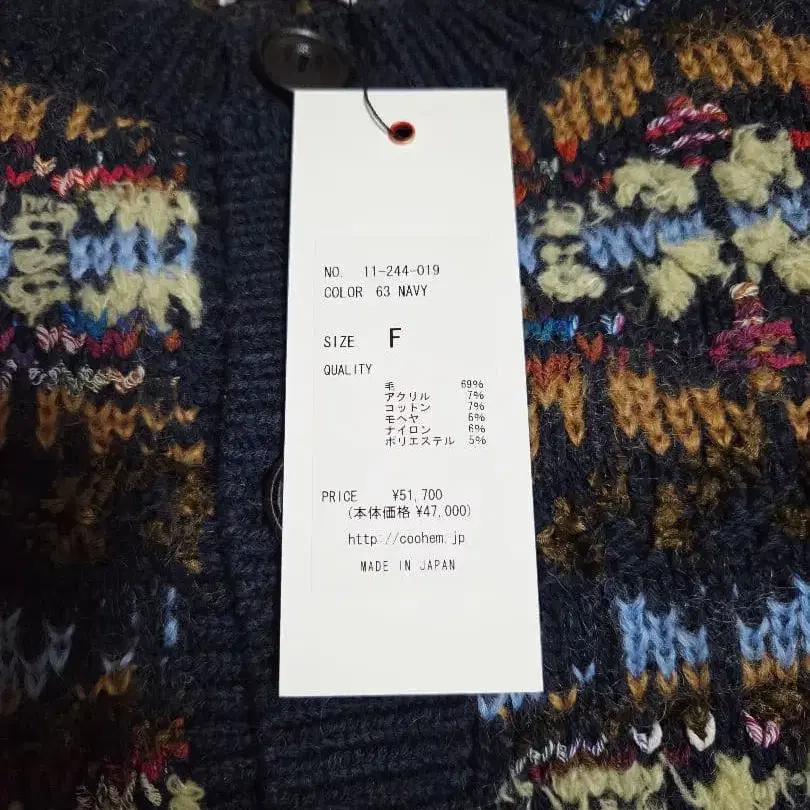 NO. 11-244-019
COLOR 63 NAVY
SIZE F
QUALITY
毛 69%
アクリル 7%
コットン 7%
モヘヤ 6%
ナイロン 6%
ポリエステル 5%
PRICE ¥51,700
(本体価格 ¥47,000)
http://coohem.jp
MADE IN JAPAN